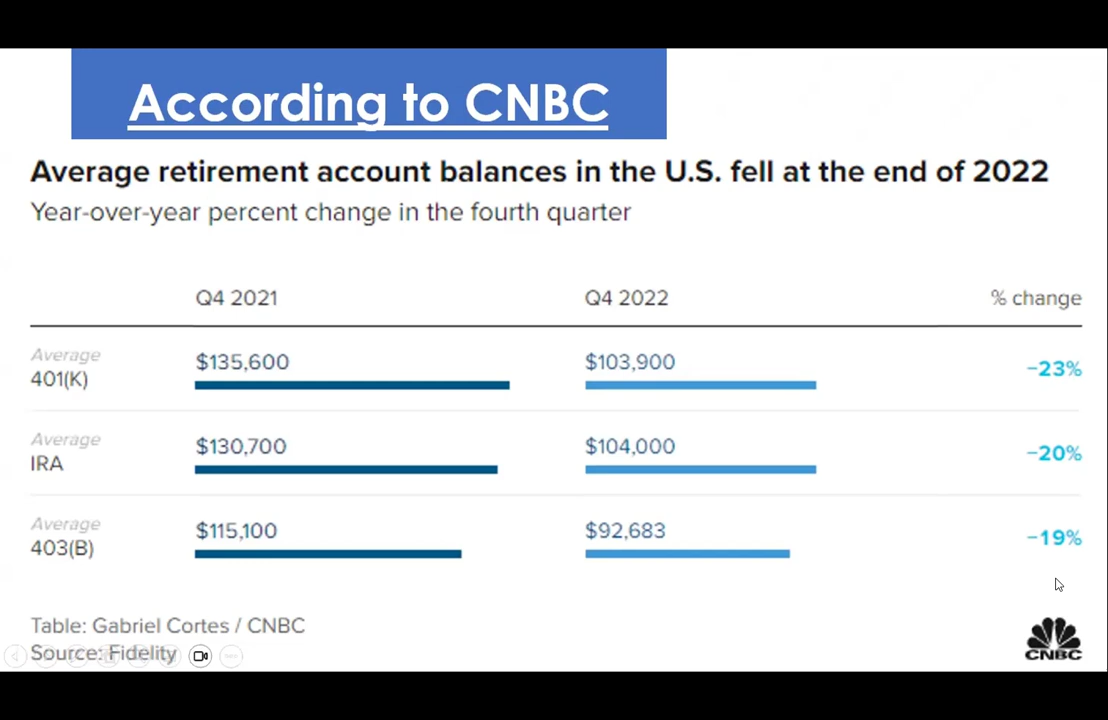 According to CNBC
Average retirement account balances in the U.S. fell at the end of 2022
Year-over-year percent change in the fourth quarter
Q4 2021 Q4 2022 % change
Average
401(K) $135,600 $103,900 -23%
Average
IRA $130,700 $104,000 -20%
Average
403(B) $115,100 $92,683 -19%
Table: Gabriel Cortes / CNBC
Source: Fidelity
CNBC